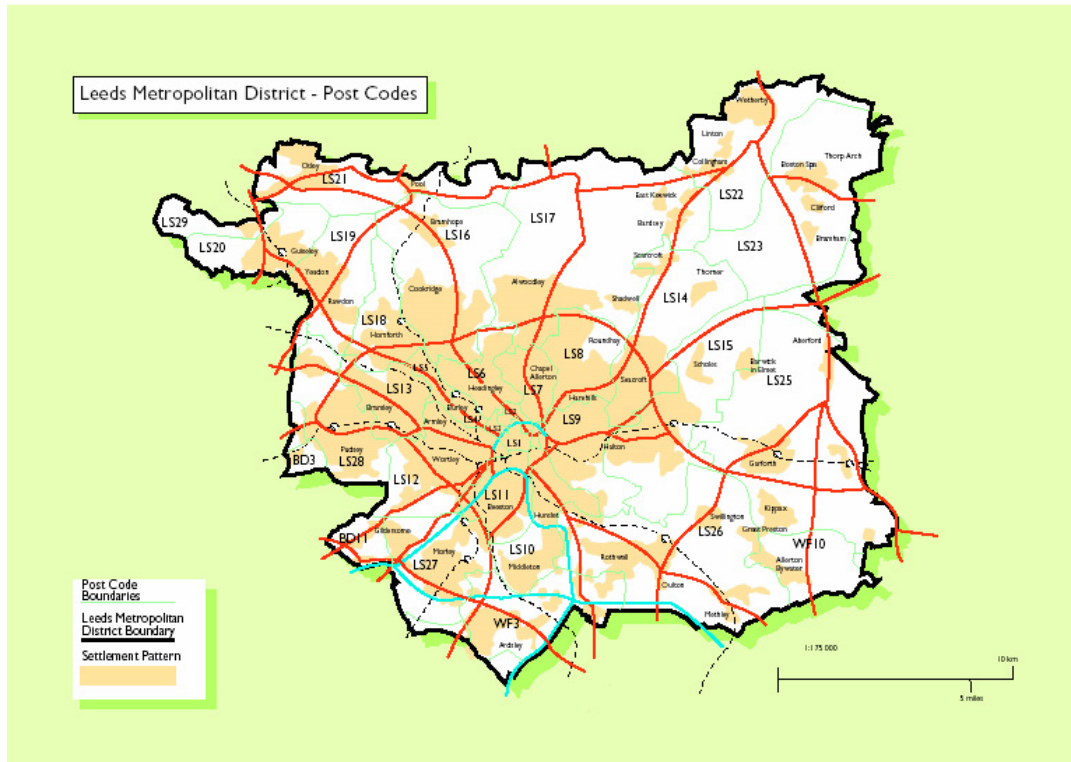 Leeds Metropolitan District - Post Codes
Wetherby
Linton
Thorp Arch
Collingham
Boston Spa
Otley
LS21
Pool
East Keswick
LS22
Clifford
LS29
LS20
LS19
Bramhope
LS16
LS17
Bardsey
LS23
Bramham
Guiseley
Yeadon
Scarcroft
Thorner
Cookridge
Alwoodley
Rawdon
Shadwell
LS14
LS18
Horsforth
Roundhay
LS15
Aberford
LS8
LS5
LS6
Headingley
Chapel
Allerton
LS7
Seacroft
Scholes
Barwick
in Elmet
LS25
LS13
Bramley
Burley
LS4
Harehills
LS9
Armley
LS3
LS1
Halton
Pudsey
LS28
BD3
Wortley
Garforth
LS12
LS11
Beeston
Hunslet
Kippax
Swillington
LS26
Great Preston
BD11
Gildersome
Morley
LS27
LS10
Middleton
Rothwell
WF10
Allerton
Bywater
Oulton
Methley
WF3
Ardsley
Post Code
Boundaries
Leeds Metropolitan
District Boundary
Settlement Pattern
1:175 000
10 km
5 miles